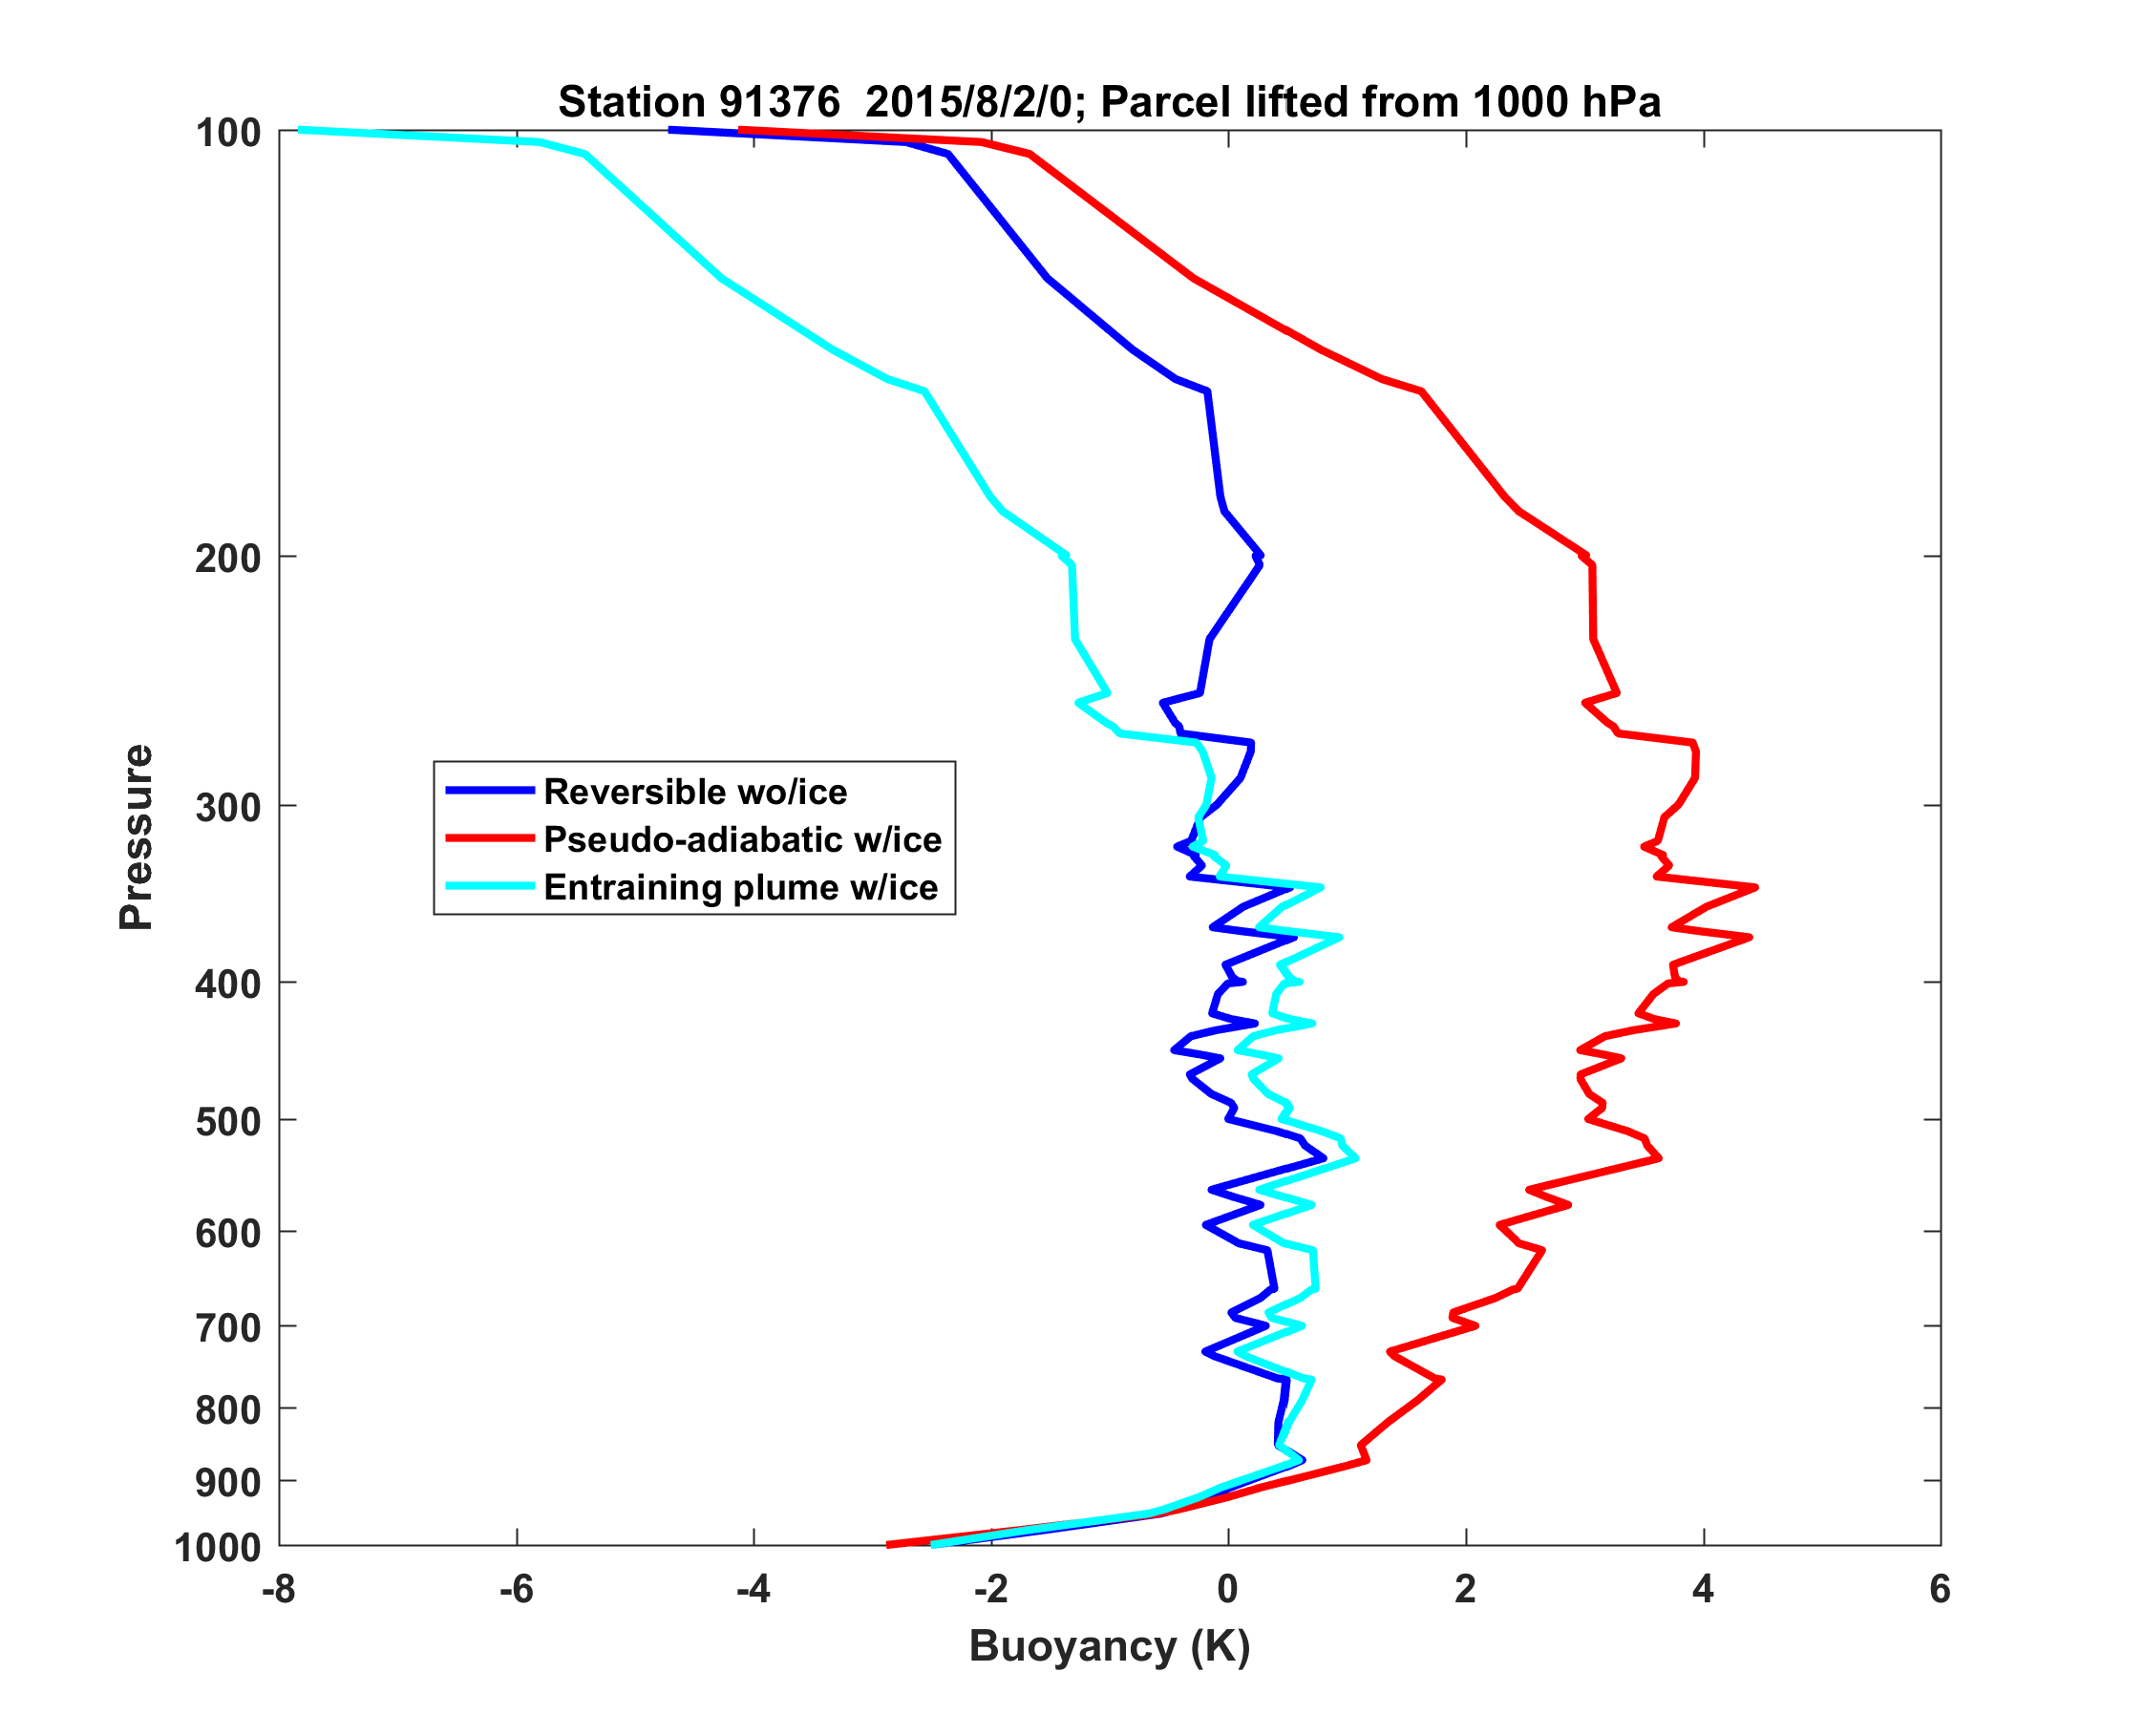 Station 91376  2015/8/2/0; Parcel lifted from 1000 hPa
100
200
300
400
500
600
700
800
900
1000
Pressure
Reversible wo/ice
Pseudo-adiabatic w/ice
Entraining plume w/ice
-8 -6 -4 -2 0 2 4 6
Buoyancy (K)